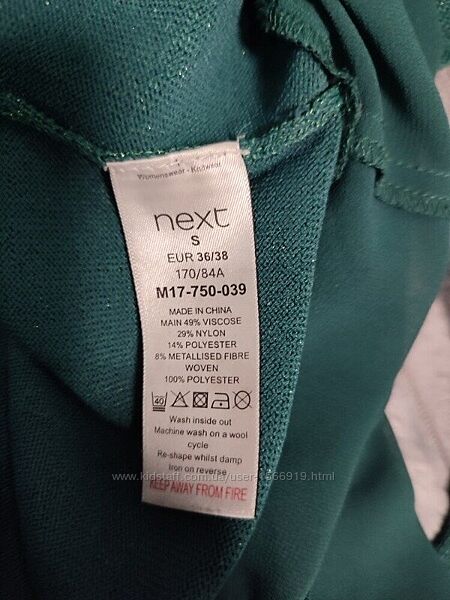 Womenswear - Knitwear
next
S
EUR 36/38
170/84A
M17-750-039
MADE IN CHINA
MAIN 49% VISCOSE
29% NYLON
14% POLYESTER
8% METALLISED FIBRE
WOVEN
100% POLYESTER
40
Wash inside out
Machine wash on a wool
cycle
Re-shape whilst damp
Iron on reverse
KEEP AWAY FROM FIRE